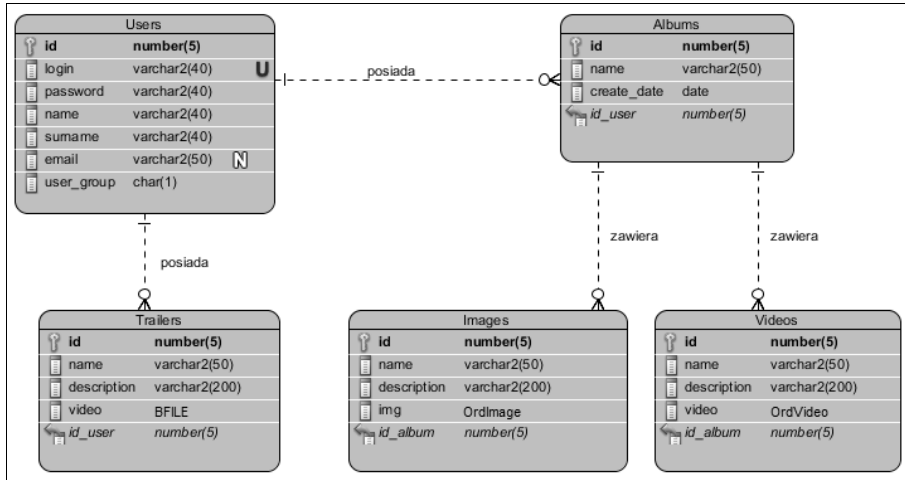 Users
id number(5)
login varchar2(40) U
password varchar2(40)
name varchar2(40)
surname varchar2(40)
email varchar2(50) N
user_group char(1)
posiada
Albums
id number(5)
name varchar2(50)
create_date date
id_user number(5)
posiada
zawiera
zawiera
Trailers
id number(5)
name varchar2(50)
description varchar2(200)
video BFILE
id_user number(5)
Images
id number(5)
name varchar2(50)
description varchar2(200)
img OrdImage
id_album number(5)
Videos
id number(5)
name varchar2(50)
description varchar2(200)
video OrdVideo
id_album number(5)